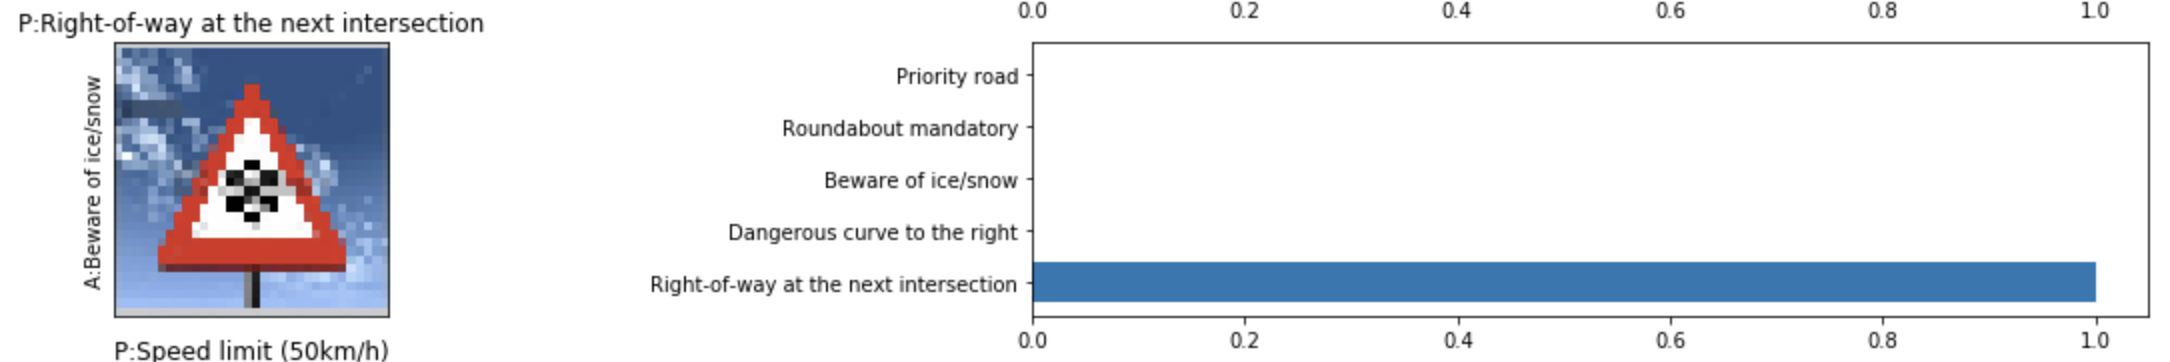 P:Right-of-way at the next intersection
A:Beware of ice/snow
0.0 0.2 0.4 0.6 0.8 1.0
Priority road
Roundabout mandatory
Beware of ice/snow
Dangerous curve to the right
Right-of-way at the next intersection
0.0 0.2 0.4 0.6 0.8 1.0
P:Speed limit (50km/h)